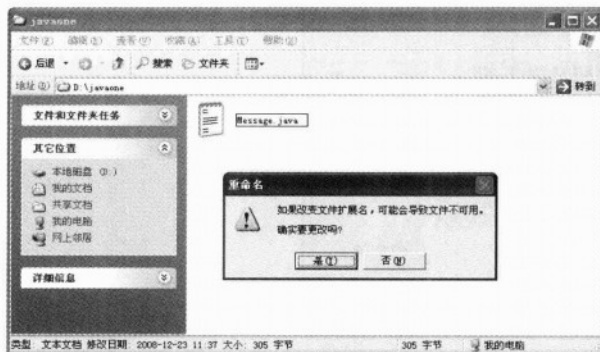 javaone
文件(F) 编辑(E) 查看(V) 收藏(A) 工具(T) 帮助(H)
后退 搜索 文件夹
地址(D) D:\javaone 转到
文件和文件夹任务
Message.java
其它位置
本地磁盘 (D:)
我的文档
共享文档
我的电脑
网上邻居
重命名
如果改变文件扩展名，可能会导致文件不可用。
确实要更改吗?
是(Y) 否(N)
详细信息
类型: 文本文档 修改日期: 2008-12-23 11:37 大小: 305 字节 305 字节 我的电脑